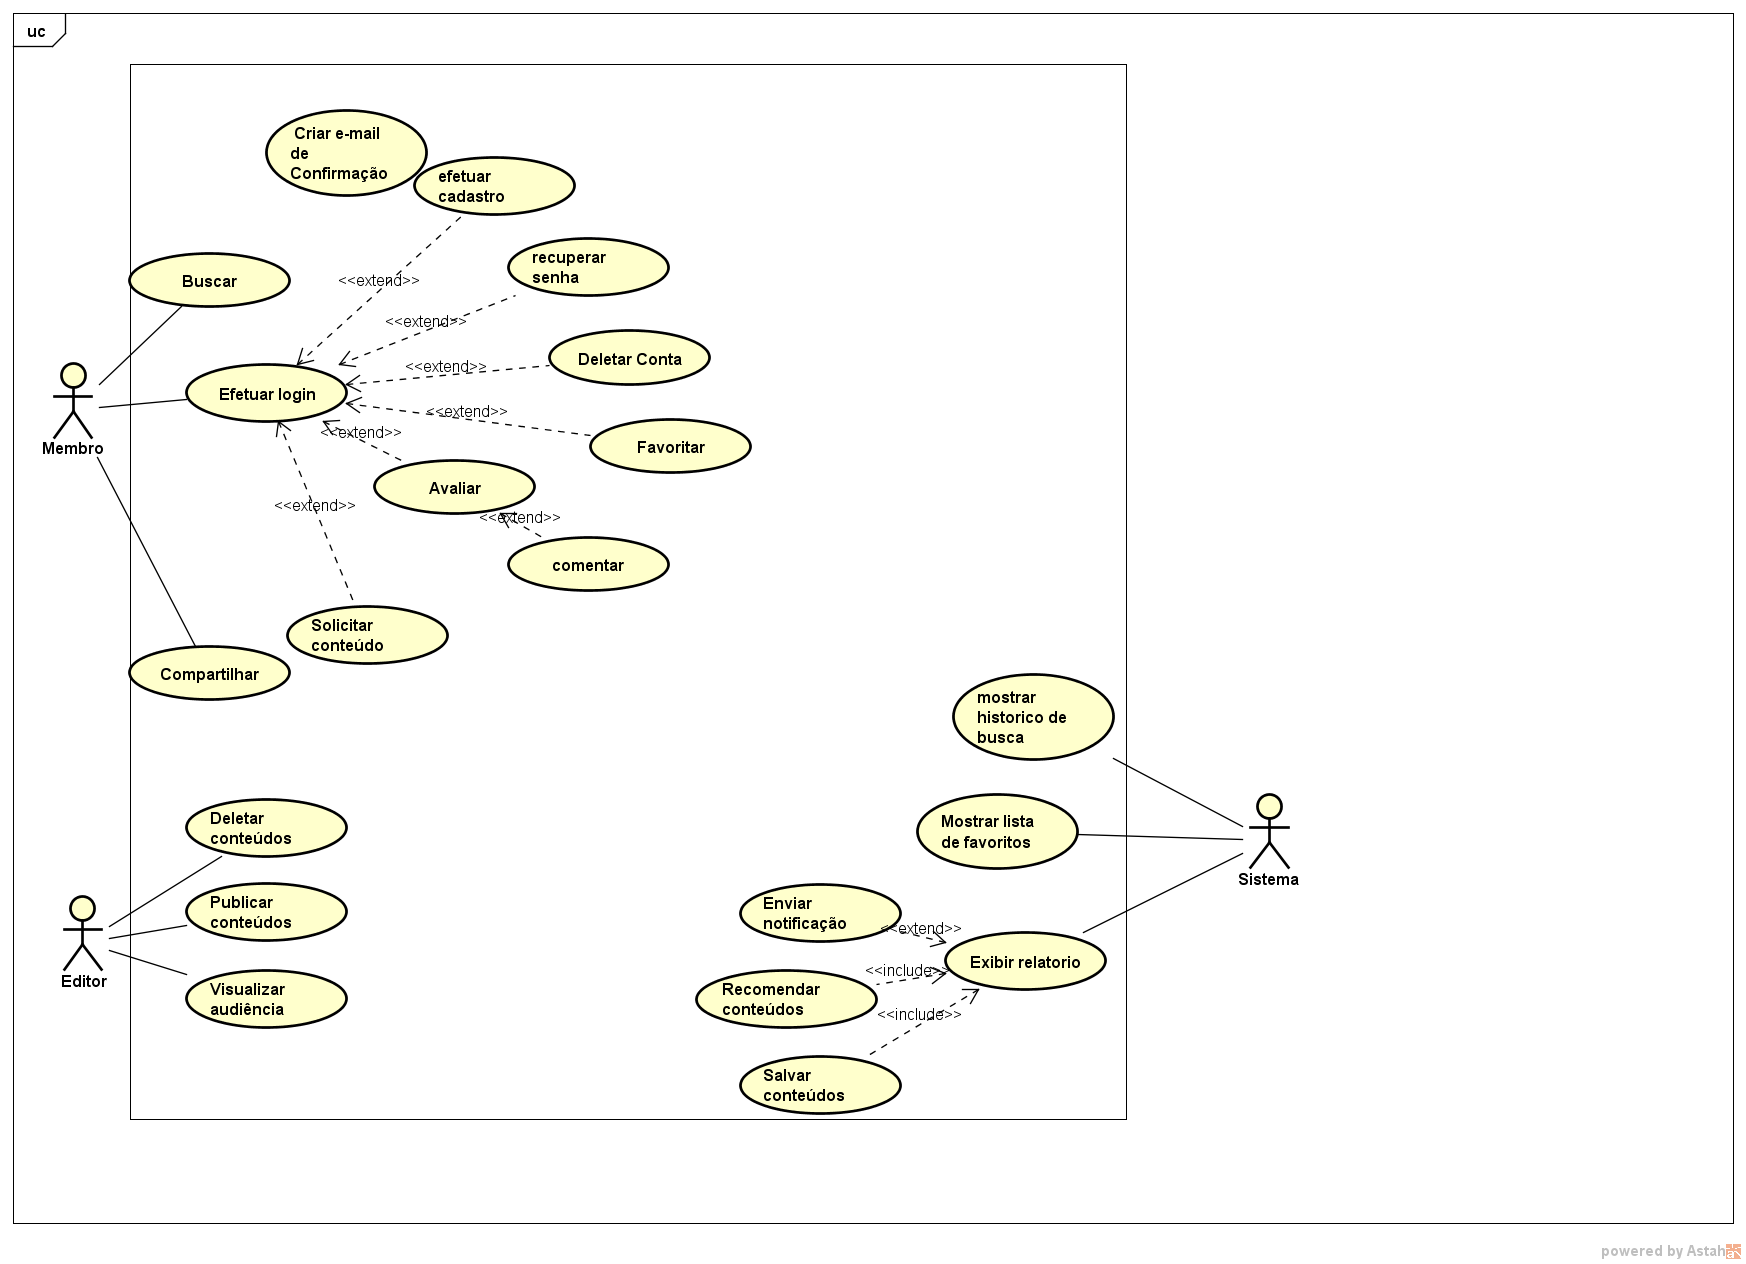 uc
Criar e-mail
de
Confirmação
efetuar
cadastro
<<extend>>
recuperar
senha
<<extend>>
Buscar
Deletar Conta
<<extend>>
Efetuar login
<<extend>>
Favoritar
<<extend>>
Membro
Avaliar
<<extend>>
<<extend>>
comentar
Solicitar
conteúdo
Compartilhar
mostrar
historico de
busca
Mostrar lista
de favoritos
Sistema
Deletar
conteúdos
Publicar
conteúdos
Editor
Visualizar
audiência
Enviar
notificação
<<extend>>
Exibir relatorio
<<include>>
Recomendar
conteúdos
<<include>>
Salvar
conteúdos
powered by Astah